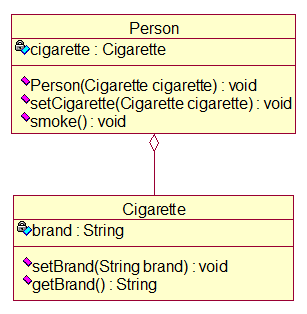 Person
cigarette : Cigarette
Person(Cigarette cigarette) : void
setCigarette(Cigarette cigarette) : void
smoke() : void
Cigarette
brand : String
setBrand(String brand) : void
getBrand() : String